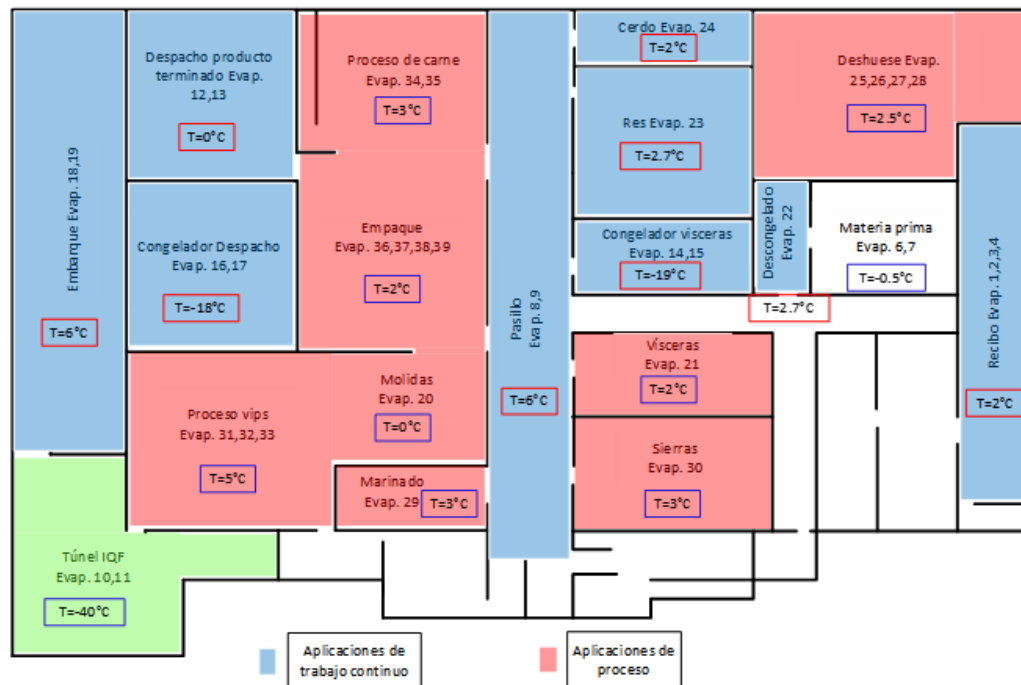 Embarque Evap. 18,19
T=6°C
Despacho producto
terminado Evap.
12,13
T=0°C
Congelador Despacho
Evap. 16,17
T=-18°C
Proceso de carne
Evap. 34,35
T=3°C
Empaque
Evap. 36,37,38,39
T=2°C
Proceso vips
Evap. 31,32,33
T=5°C
Molidas
Evap. 20
T=0°C
Marinado
Evap. 29
T=3°C
Túnel IQF
Evap. 10,11
T=-40°C
Pasillo
Evap. 8,9
T=6°C
Cerdo Evap. 24
T=2°C
Res Evap. 23
T=2.7°C
Congelador visceras
Evap. 14,15
T=-19°C
Deshuese Evap.
25,26,27,28
T=2.5°C
Descongelado
Evap. 22
Materia prima
Evap. 6,7
T=-0.5°C
T=2.7°C
Recibo Evap. 1,2,3,4
T=2°C
Vísceras
Evap. 21
T=2°C
Sierras
Evap. 30
T=3°C
Aplicaciones de
trabajo continuo
Aplicaciones de
proceso